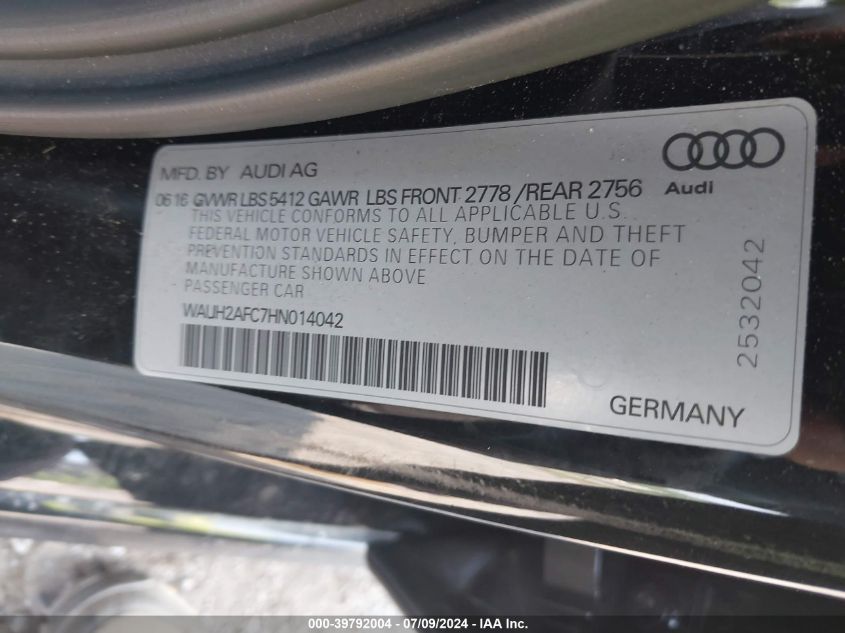 MFD. BY AUDI AG
06 16 GVWR LBS 5412 GAWR LBS FRONT 2778 /REAR 2756
THIS VEHICLE CONFORMS TO ALL APPLICABLE U.S.
FEDERAL MOTOR VEHICLE SAFETY, BUMPER AND THEFT
PREVENTION STANDARDS IN EFFECT ON THE DATE OF
MANUFACTURE SHOWN ABOVE
PASSENGER CAR
WAUH2AFC7HN014042
Audi
2532042
GERMANY
000-39792004 - 07/09/2024 - IAA Inc.